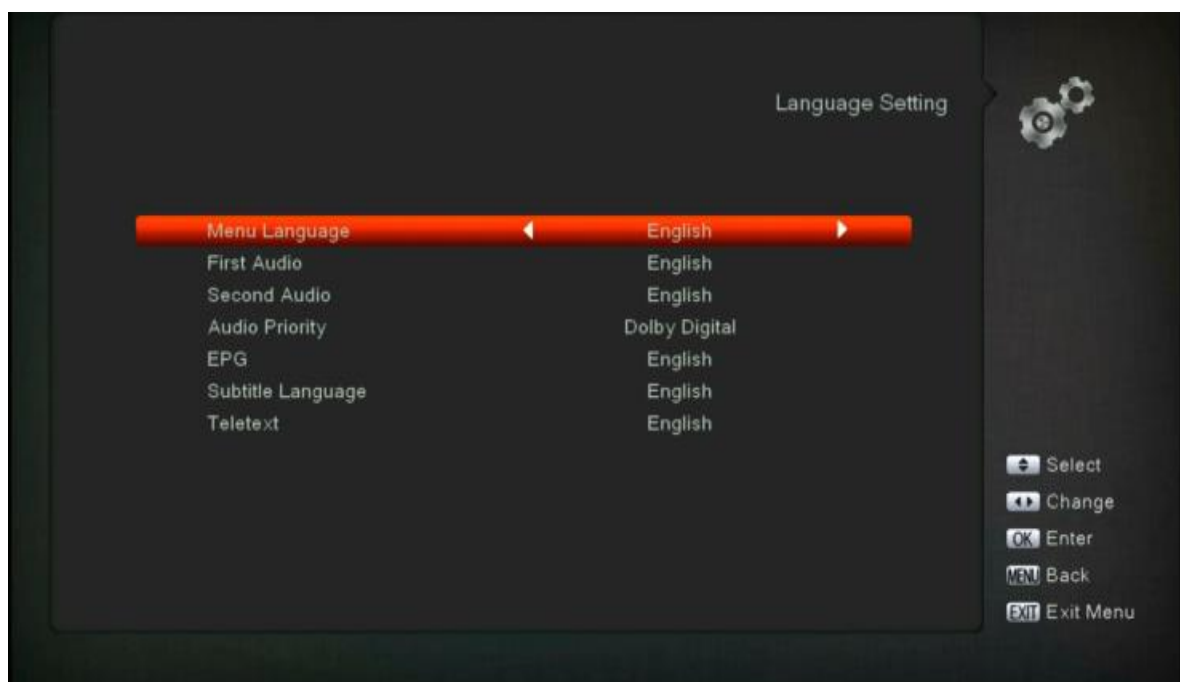 Language Setting
Menu Language English
First Audio English
Second Audio English
Audio Priority Dolby Digital
EPG English
Subtitle Language English
Teletext English
Select
Change
OK Enter
MENU Back
EXIT Exit Menu